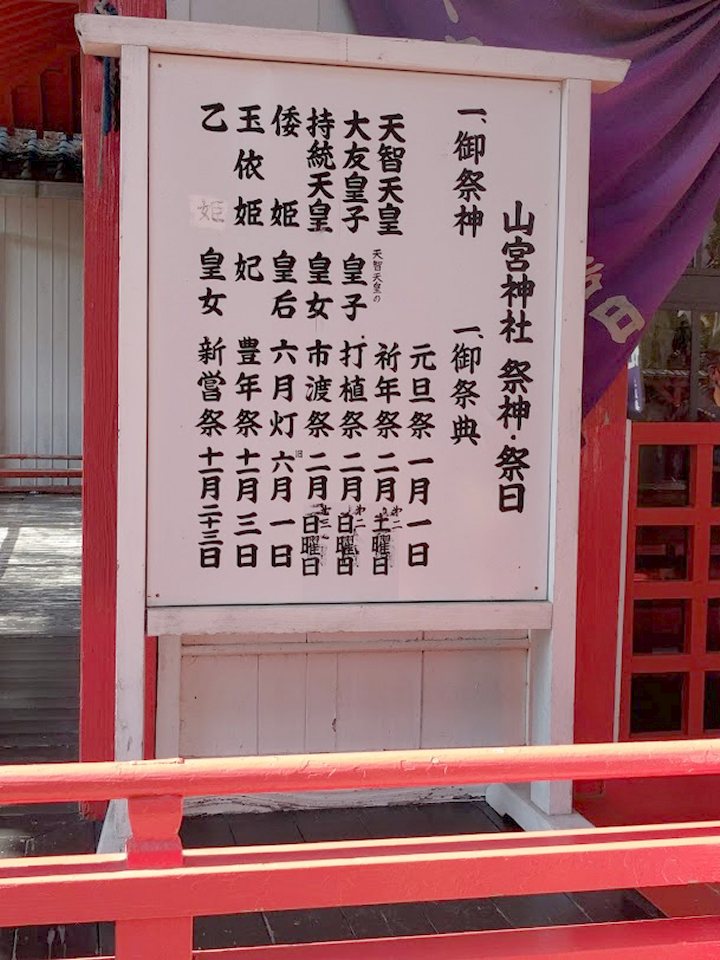 山宮神社 祭神・祭日
一、御祭神
一、御祭典
元旦祭 一月一日
天智天皇
祈年祭 二月第二土曜日
大友皇子 天智天皇の皇子
打植祭 二月第二日曜日
持統天皇 皇女
市渡祭 二月 日曜日
倭姫 皇后
六月灯 旧六月一日
玉依姫 妃
豊年祭 十一月三日
乙姫 皇女
新嘗祭 十一月二十三日
日